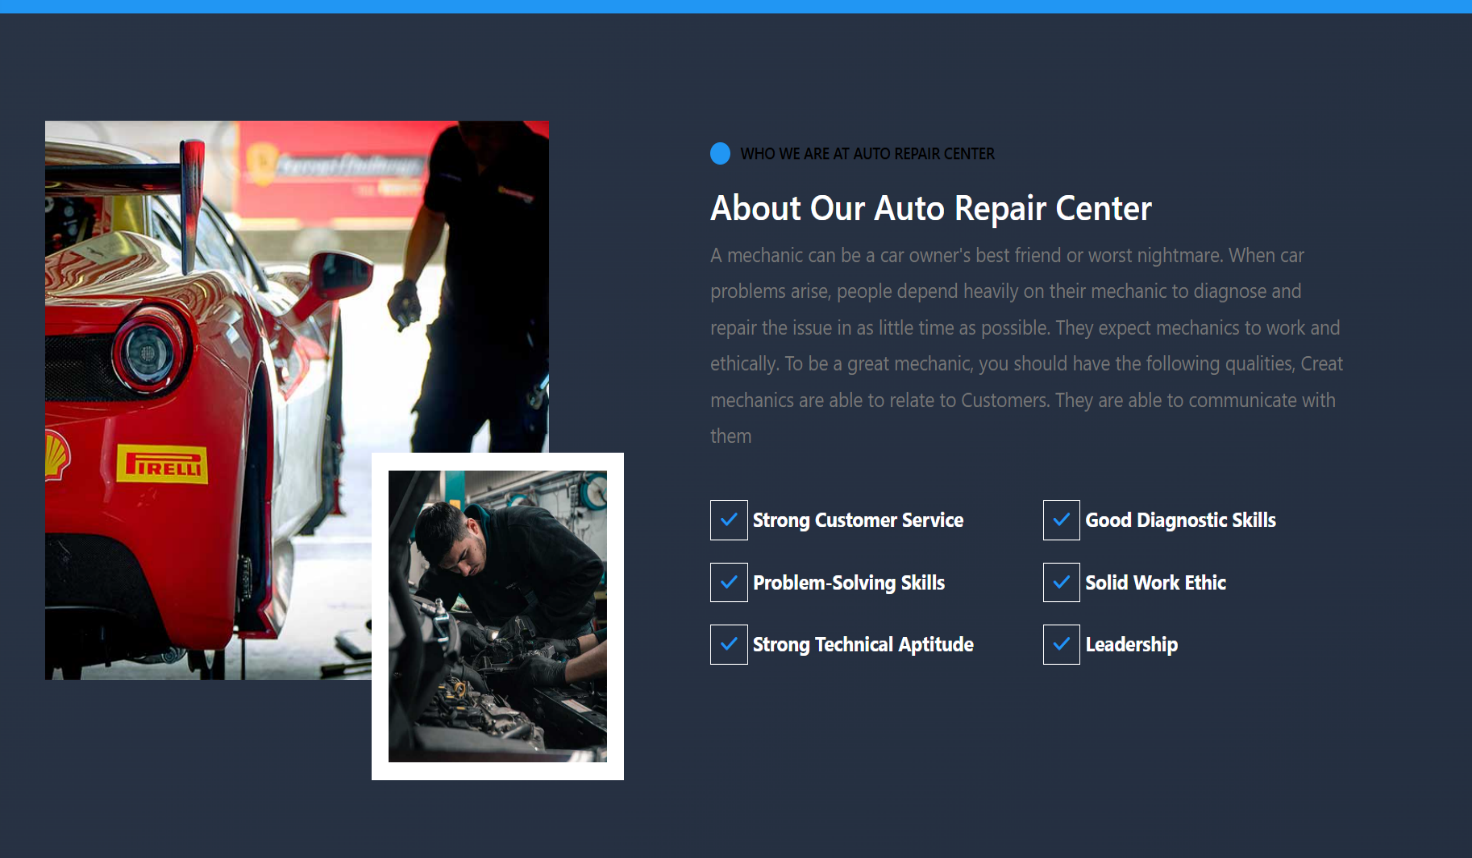 WHO WE ARE AT AUTO REPAIR CENTER
About Our Auto Repair Center
A mechanic can be a car owner's best friend or worst nightmare. When car
problems arise, people depend heavily on their mechanic to diagnose and
repair the issue in as little time as possible. They expect mechanics to work and
ethically. To be a great mechanic, you should have the following qualities, Creat
mechanics are able to relate to Customers. They are able to communicate with
them
Strong Customer Service
Good Diagnostic Skills
Problem-Solving Skills
Solid Work Ethic
Strong Technical Aptitude
Leadership
PIRELLI